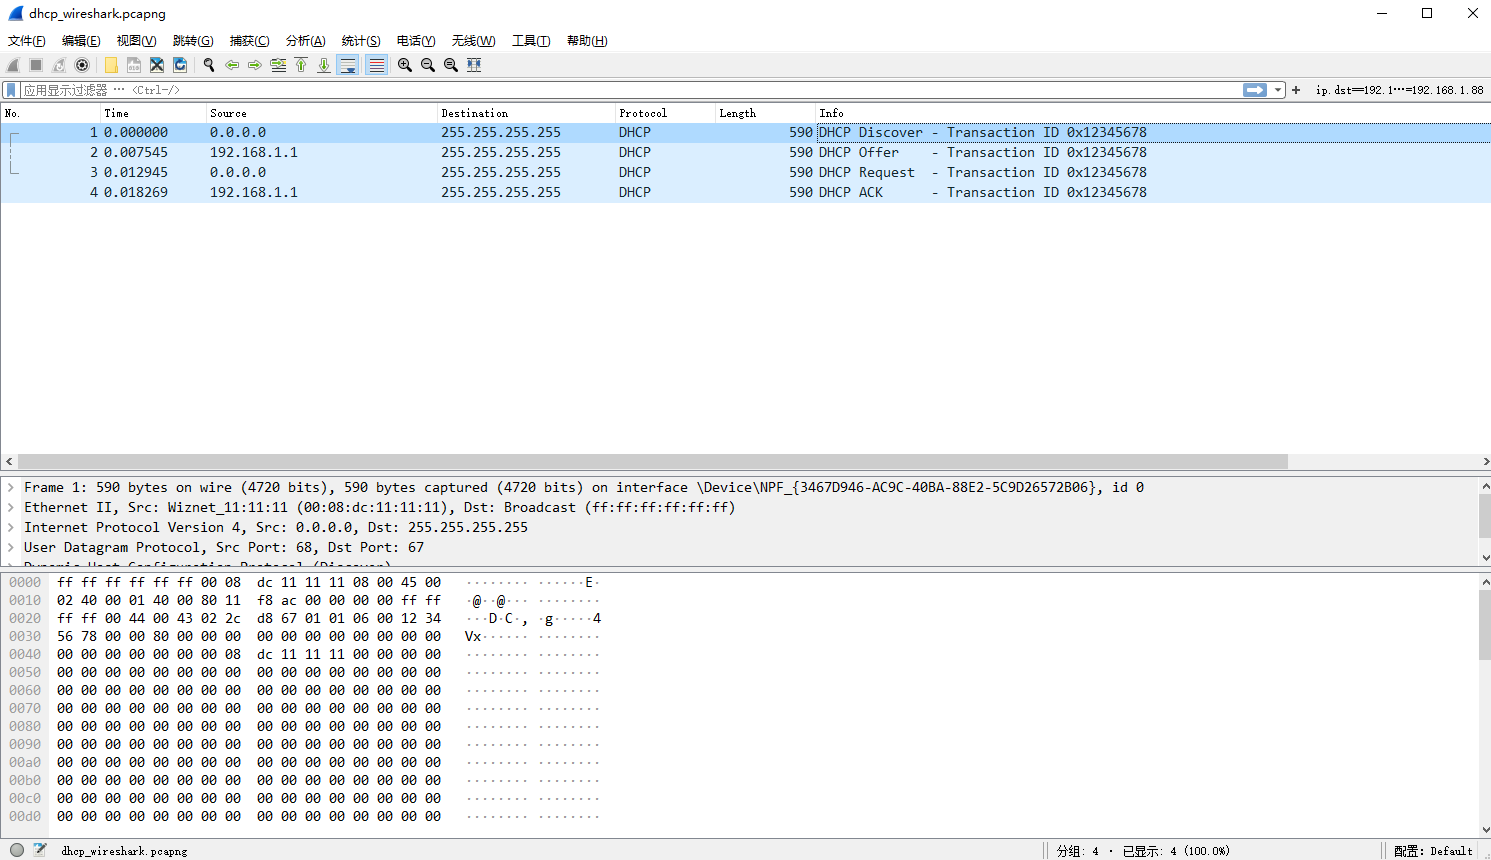 dhcp_wireshark.pcapng
文件(F) 编辑(E) 视图(V) 跳转(G) 捕获(C) 分析(A) 统计(S) 电话(Y) 无线(W) 工具(T) 帮助(H)
应用显示过滤器 … <Ctrl-/> + ip.dst==192.1…=192.168.1.88
No. Time Source Destination Protocol Length Info
1 0.000000 0.0.0.0 255.255.255.255 DHCP 590 DHCP Discover - Transaction ID 0x12345678
2 0.007545 192.168.1.1 255.255.255.255 DHCP 590 DHCP Offer - Transaction ID 0x12345678
3 0.012945 0.0.0.0 255.255.255.255 DHCP 590 DHCP Request - Transaction ID 0x12345678
4 0.018269 192.168.1.1 255.255.255.255 DHCP 590 DHCP ACK - Transaction ID 0x12345678
Frame 1: 590 bytes on wire (4720 bits), 590 bytes captured (4720 bits) on interface \Device\NPF_{3467D946-AC9C-40BA-88E2-5C9D26572B06}, id 0
Ethernet II, Src: Wiznet_11:11:11 (00:08:dc:11:11:11), Dst: Broadcast (ff:ff:ff:ff:ff:ff)
Internet Protocol Version 4, Src: 0.0.0.0, Dst: 255.255.255.255
User Datagram Protocol, Src Port: 68, Dst Port: 67
Dynamic Host Configuration Protocol (Discover)
0000 ff ff ff ff ff ff 00 08 dc 11 11 11 08 00 45 00 ········ ······E·
0010 02 40 00 01 40 00 80 11 f8 ac 00 00 00 00 ff ff ·@··@··· ········
0020 ff ff 00 44 00 43 02 2c d8 67 01 01 06 00 12 34 ···D·C·, ·g·····4
0030 56 78 00 00 80 00 00 00 00 00 00 00 00 00 00 00 Vx······ ········
0040 00 00 00 00 00 00 00 08 dc 11 11 11 00 00 00 00 ········ ········
0050 00 00 00 00 00 00 00 00 00 00 00 00 00 00 00 00 ········ ········
0060 00 00 00 00 00 00 00 00 00 00 00 00 00 00 00 00 ········ ········
0070 00 00 00 00 00 00 00 00 00 00 00 00 00 00 00 00 ········ ········
0080 00 00 00 00 00 00 00 00 00 00 00 00 00 00 00 00 ········ ········
0090 00 00 00 00 00 00 00 00 00 00 00 00 00 00 00 00 ········ ········
00a0 00 00 00 00 00 00 00 00 00 00 00 00 00 00 00 00 ········ ········
00b0 00 00 00 00 00 00 00 00 00 00 00 00 00 00 00 00 ········ ········
00c0 00 00 00 00 00 00 00 00 00 00 00 00 00 00 00 00 ········ ········
00d0 00 00 00 00 00 00 00 00 00 00 00 00 00 00 00 00 ········ ········
dhcp_wireshark.pcapng 分组: 4 · 已显示: 4 (100.0%) 配置: Default